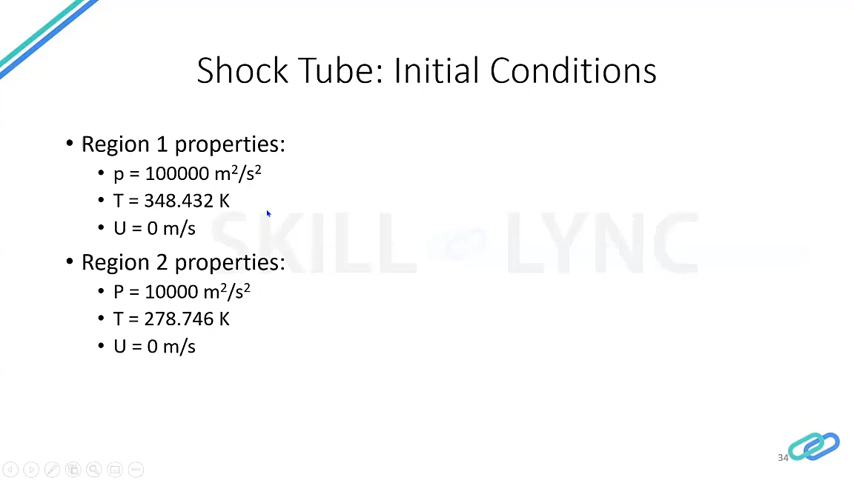 Shock Tube: Initial Conditions
• Region 1 properties:
• p = 100000 m²/s²
• T = 348.432 K
• U = 0 m/s
SKILL LYNC
• Region 2 properties:
• P = 10000 m²/s²
• T = 278.746 K
• U = 0 m/s
34